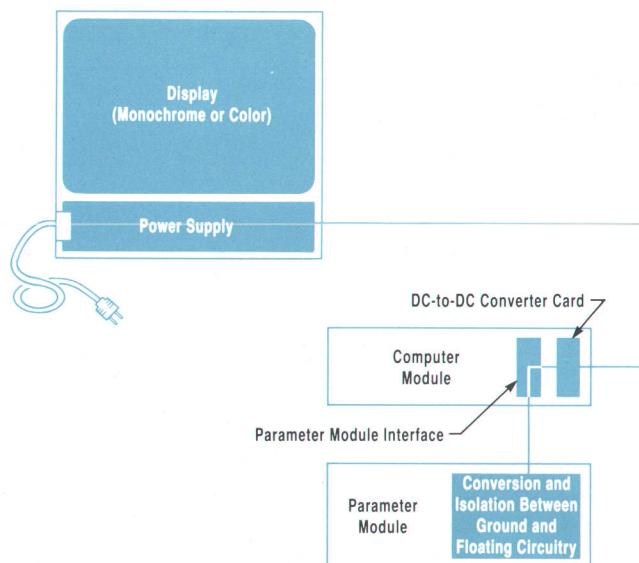 Display
(Monochrome or Color)
Power Supply
DC-to-DC Converter Card
Computer
Module
Parameter Module Interface
Parameter
Module
Conversion and
Isolation Between
Ground and
Floating Circuitry